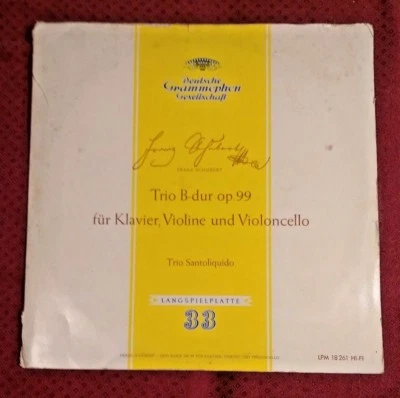 Deutsche
Grammophon
Gesellschaft
FRANZ SCHUBERT
Trio B-dur op. 99
für Klavier, Violine und Violoncello
Trio Santoliquido
LANGSPIELPLATTE
33
LPM 18 261 HI-FI